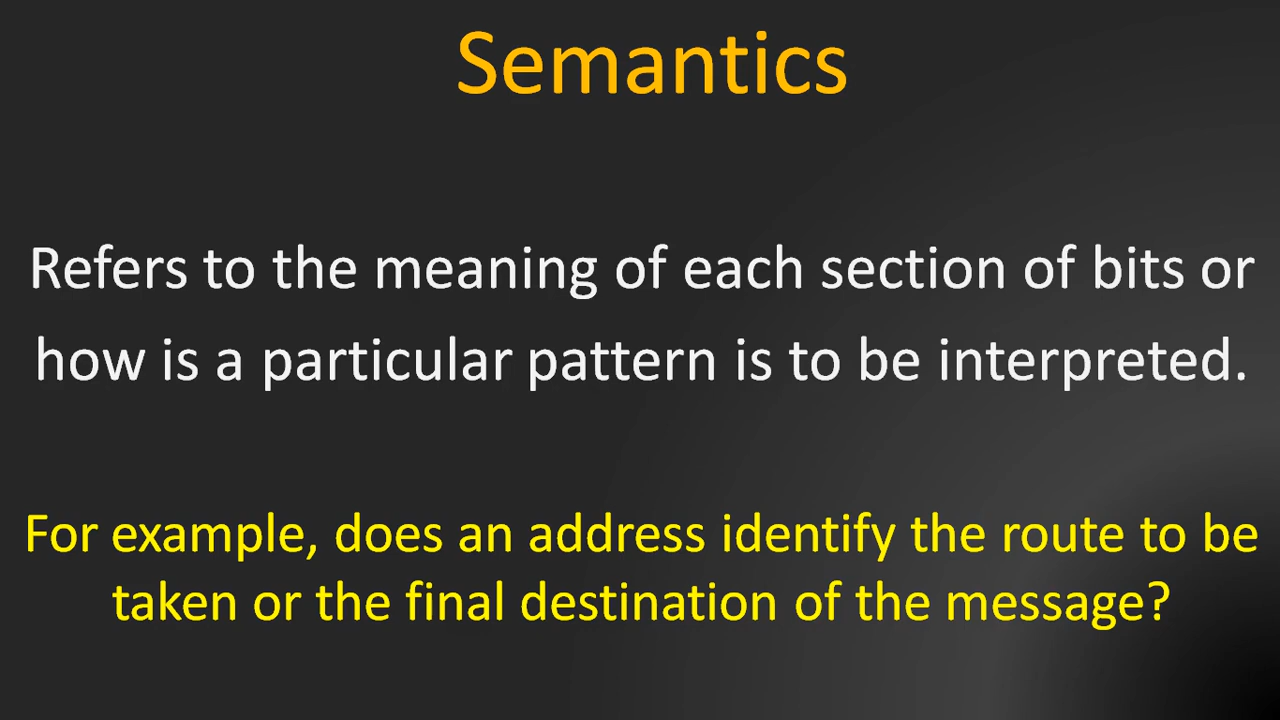 Semantics
Refers to the meaning of each section of bits or
how is a particular pattern is to be interpreted.
For example, does an address identify the route to be
taken or the final destination of the message?